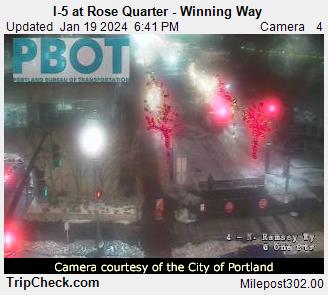 I-5 at Rose Quarter - Winning Way
Updated Jan 19 2024 6:41 PM Camera 4
PBOT
PORTLAND BUREAU OF TRANSPORTATION
4 - N. Ramsey Wy
Camera courtesy of the City of Portland
TripCheck.com Milepost302.00